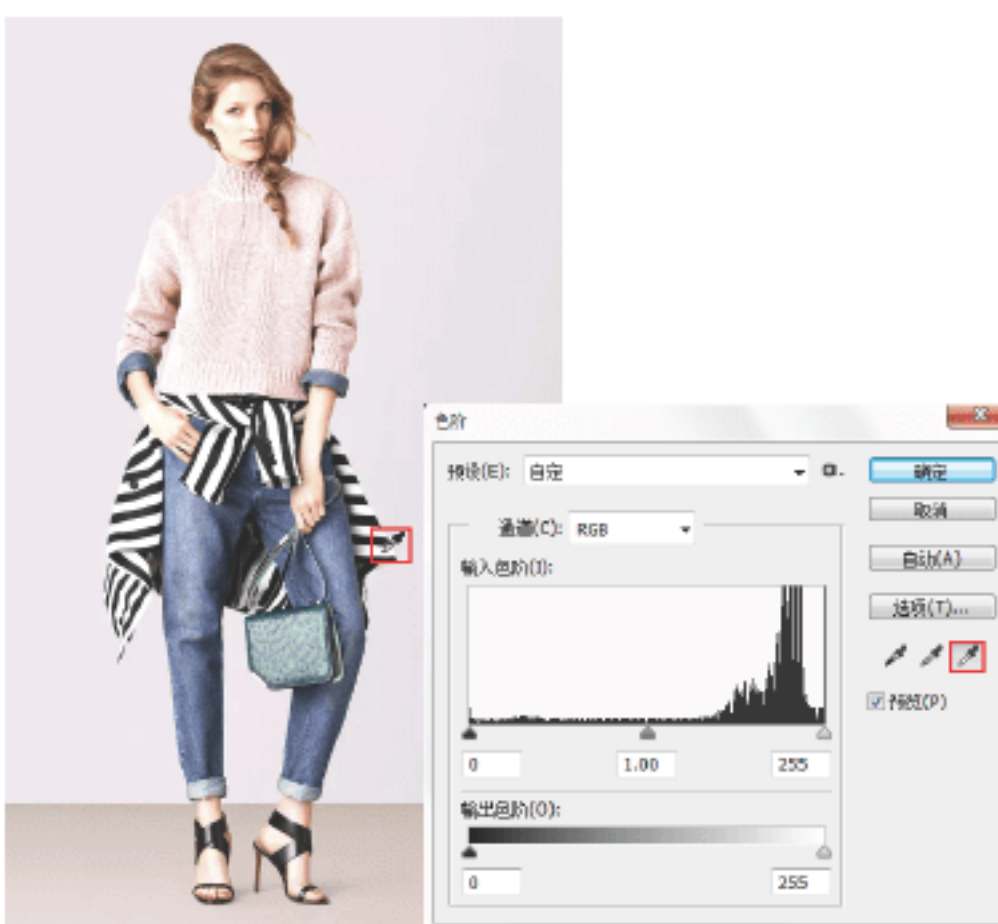 色阶
预设(E): 自定
确定
取消
通道(C): RGB
自动(A)
输入色阶(I):
选项(T)...
预览(P)
0 1.00 255
输出色阶(O):
0 255